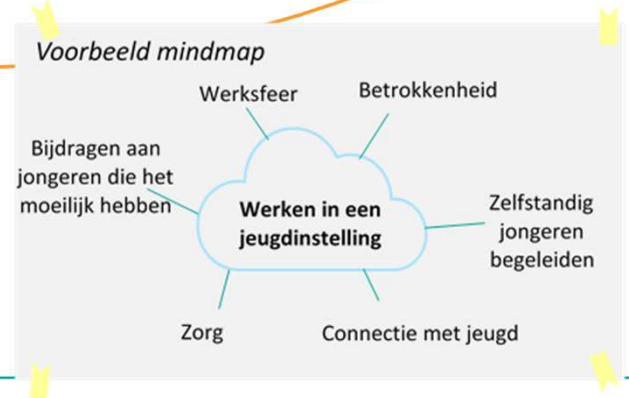 Voorbeeld mindmap
Werksfeer
Betrokkenheid
Bijdragen aan
jongeren die het
moeilijk hebben
Werken in een
jeugdinstelling
Zelfstandig
jongeren
begeleiden
Zorg
Connectie met jeugd